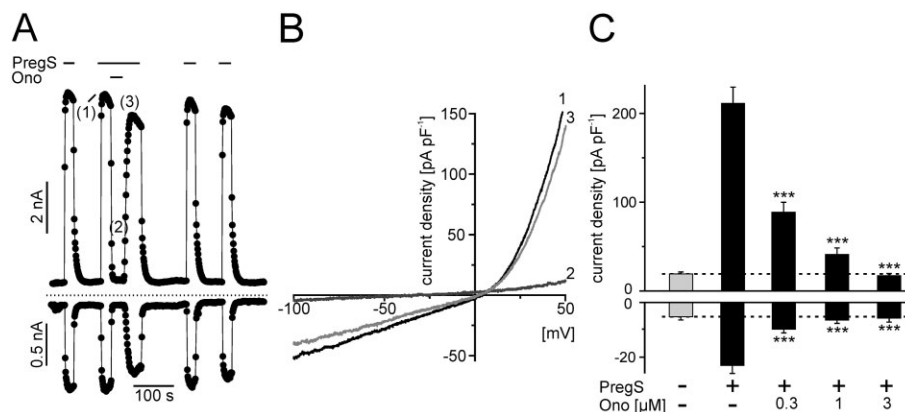 A
PregS
Ono
(1)
(3)
(2)
2 nA
0.5 nA
100 s
B
current density [pA pF⁻¹]
150
100
50
-50
-100
-50
50
[mV]
1
3
2
C
current density [pA pF⁻¹]
200
100
0
0
-20
***
***
***
***
***
***
PregS - + + + +
Ono [µM] - - 0.3 1 3